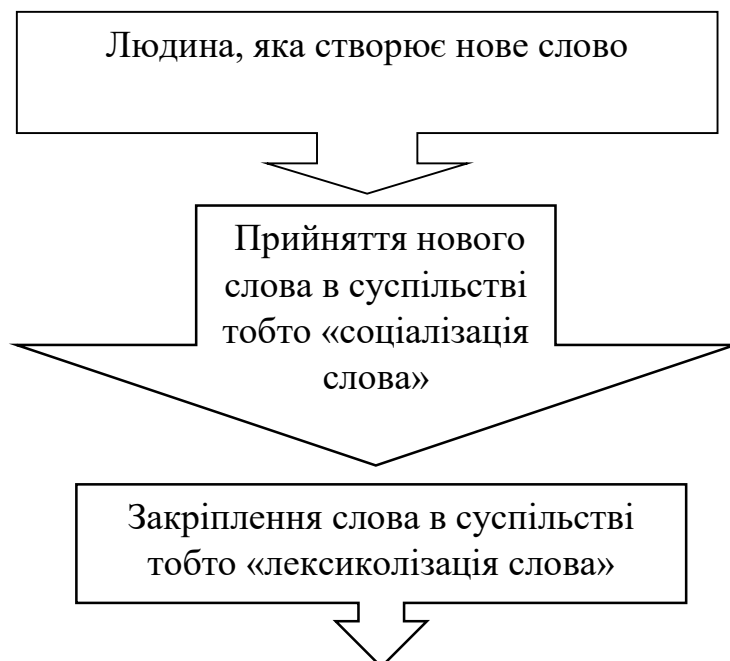 Людина, яка створює нове слово
Прийняття нового
слова в суспільстві
тобто «соціалізація
слова»
Закріплення слова в суспільстві
тобто «лексиколізація слова»